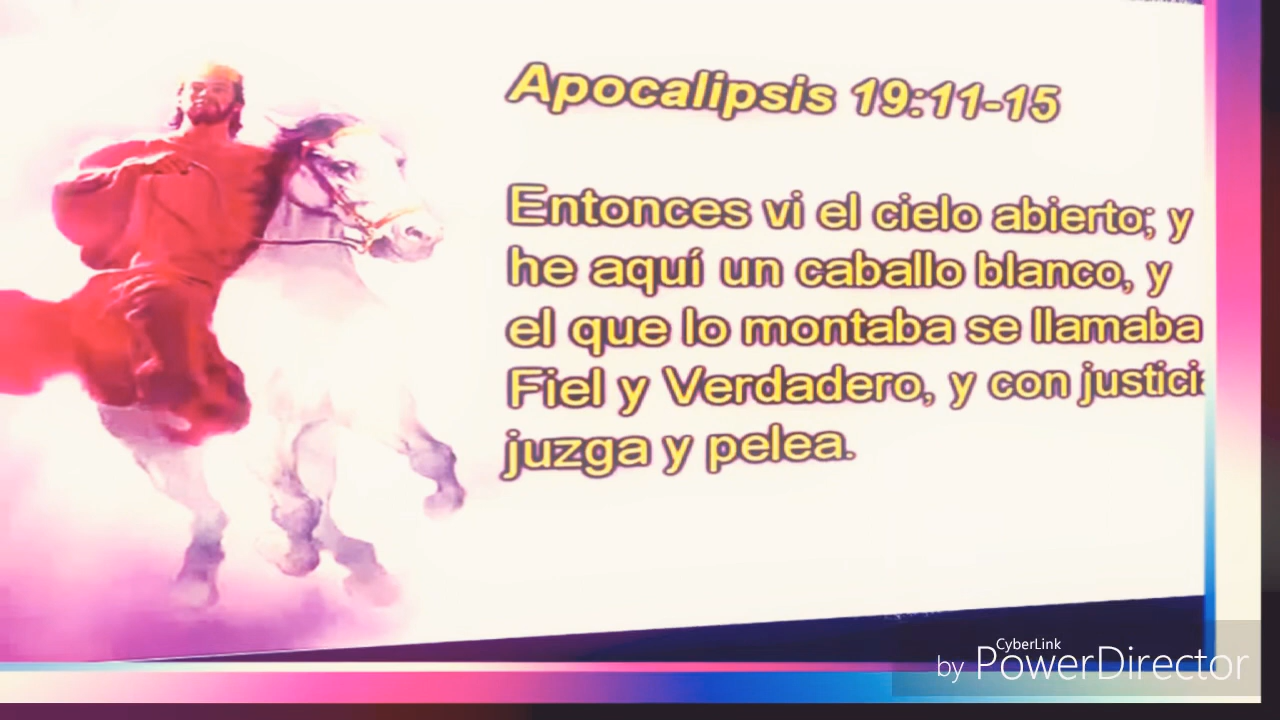 Apocalipsis 19:11-15
Entonces vi el cielo abierto; y
he aquí un caballo blanco, y
el que lo montaba se llamaba
Fiel y Verdadero, y con justicia
juzga y pelea.
CyberLink
by PowerDirector